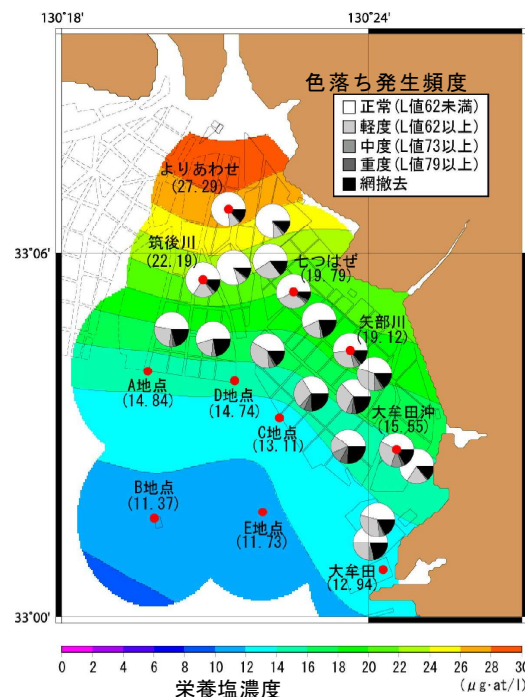 130°18'
130°24'
色落ち発生頻度
正常(L値62未満)
軽度(L値62以上)
中度(L値73以上)
重度(L値79以上)
網撤去
よりあわせ
(27.29)
33°06'
筑後川
(22.19)
七つはぜ
(19.79)
矢部川
(19.12)
A地点
(14.84)
D地点
(14.74)
C地点
(13.11)
大牟田沖
(15.65)
B地点
(11.37)
E地点
(11.73)
大牟田
(12.94)
33°00'
0 2 4 6 8 10 12 14 16 18 20 22 24 26 28 30
栄養塩濃度
(μg·at/l)